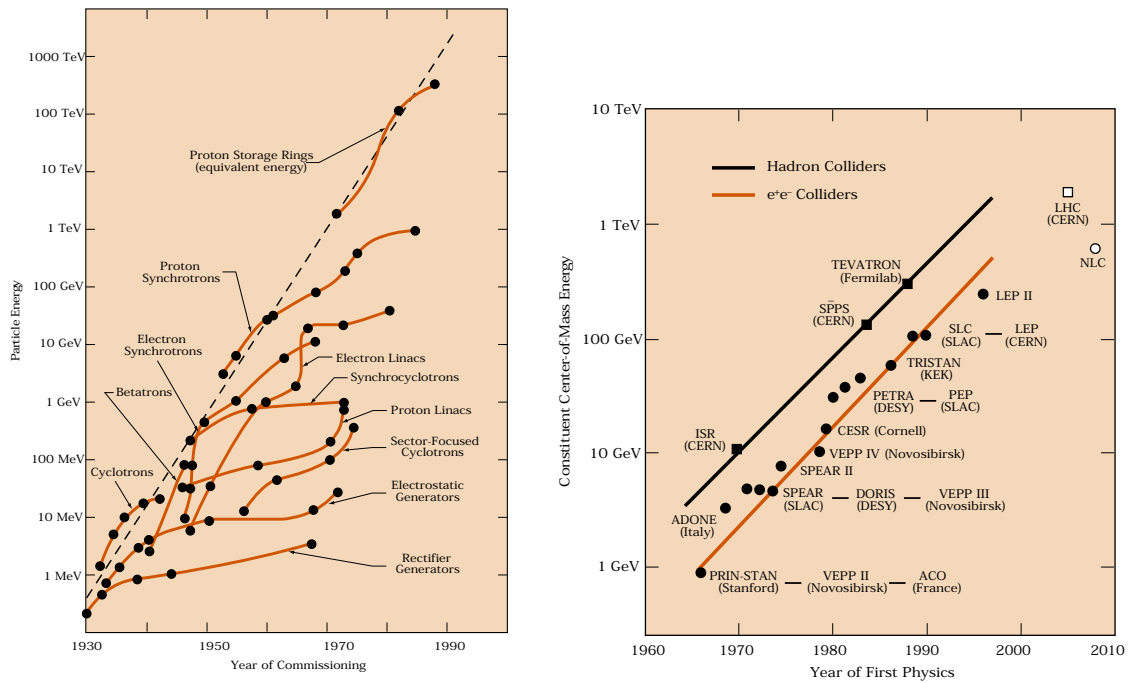 1000 TeV
100 TeV
10 TeV
1 TeV
100 GeV
10 GeV
1 GeV
100 MeV
10 MeV
1 MeV
Particle Energy
1930
1950
1970
1990
Year of Commissioning
Proton Storage Rings
(equivalent energy)
Proton
Synchrotrons
Electron
Synchrotrons
Betatrons
Cyclotrons
Electron Linacs
Synchrocyclotrons
Proton Linacs
Sector-Focused
Cyclotrons
Electrostatic
Generators
Rectifier
Generators
10 TeV
1 TeV
100 GeV
10 GeV
1 GeV
Constituent Center-of-Mass Energy
1960
1970
1980
1990
2000
2010
Year of First Physics
Hadron Colliders
e⁺e⁻ Colliders
LHC
(CERN)
NLC
TEVATRON
(Fermilab)
SP̄PS
(CERN)
LEP II
SLC — LEP
(SLAC) (CERN)
TRISTAN
(KEK)
PETRA — PEP
(DESY) (SLAC)
CESR (Cornell)
ISR
(CERN)
VEPP IV (Novosibirsk)
SPEAR II
SPEAR — DORIS — VEPP III
(SLAC) (DESY) (Novosibirsk)
ADONE
(Italy)
PRIN-STAN — VEPP II — ACO
(Stanford) (Novosibirsk) (France)